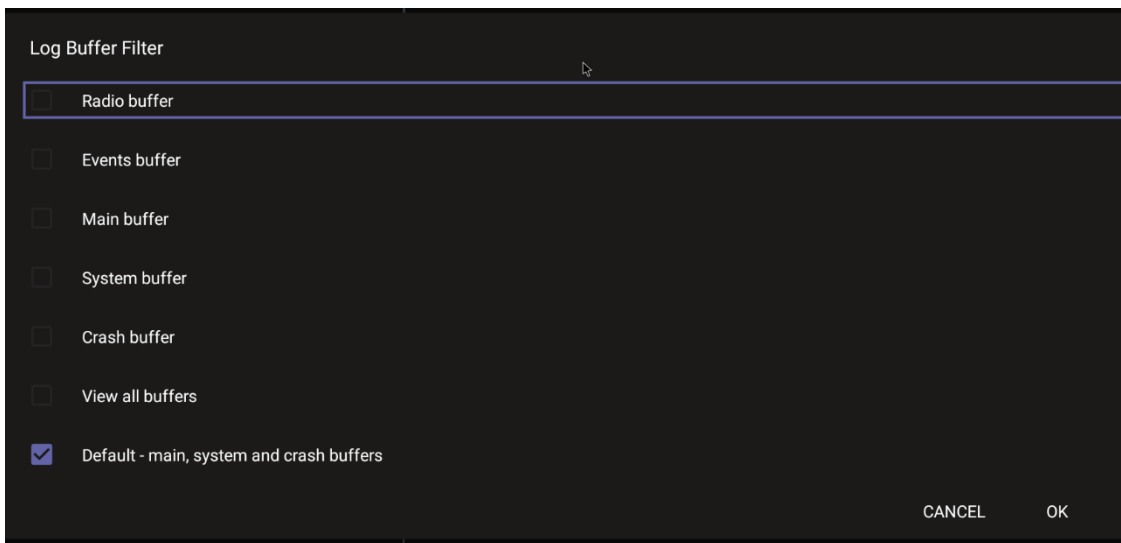 Log Buffer Filter
Radio buffer
Events buffer
Main buffer
System buffer
Crash buffer
View all buffers
Default - main, system and crash buffers
CANCEL OK